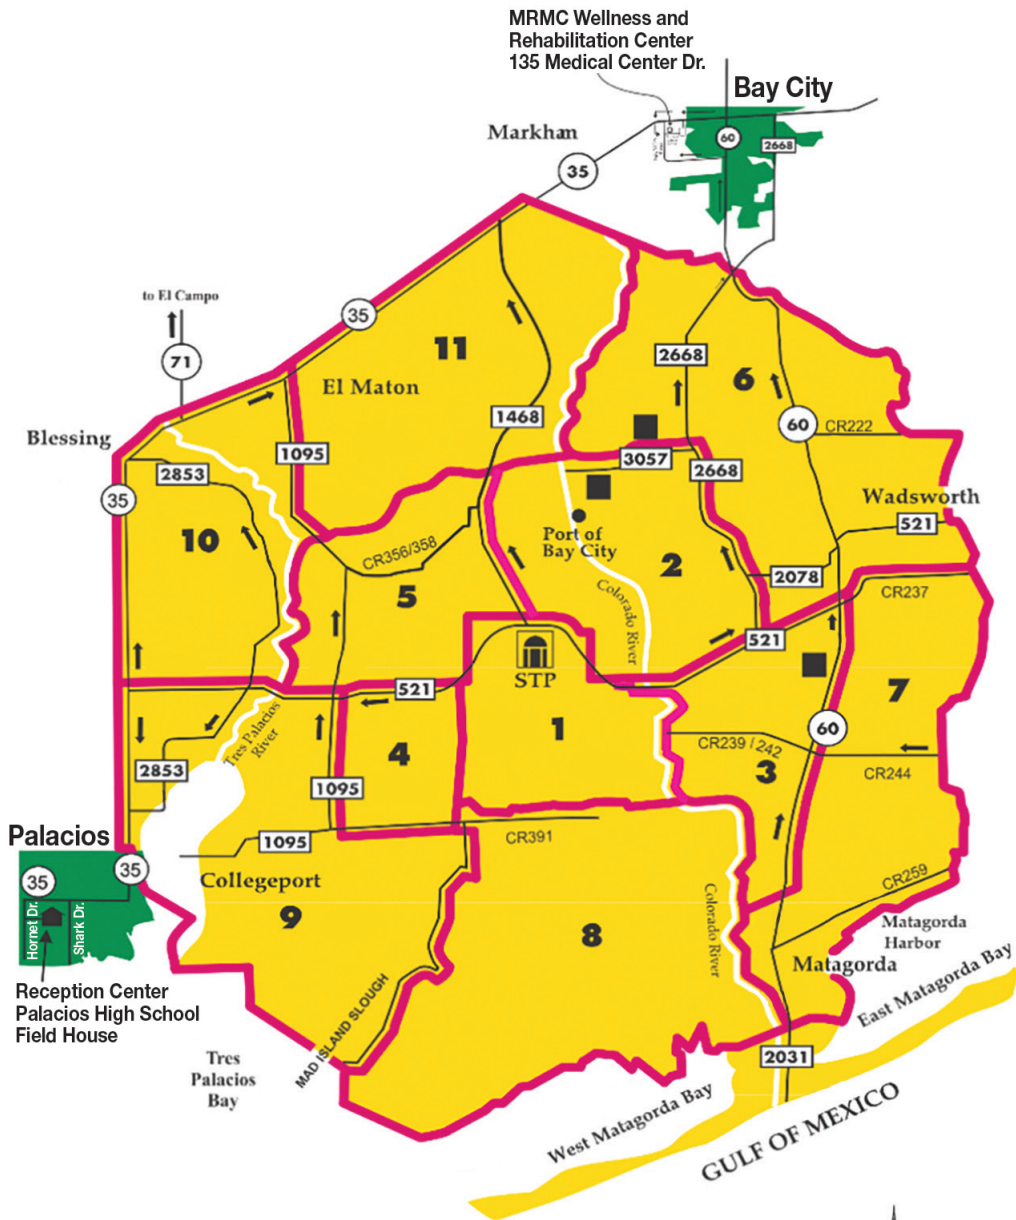 MRMC Wellness and
Rehabilitation Center
135 Medical Center Dr.
Bay City
Markhan
60
2668
35
to El Campo
35
71
11
2668
6
El Maton
1468
60
CR222
Blessing
1095
3057
2668
2853
35
Wadsworth
521
10
Port of
Bay City
CR356/358
2
2078
5
Colorado River
CR237
521
STP
521
7
1
60
Tres Palacios
River
4
CR239 / 242
3
CR244
2853
1095
Palacios
1095
CR391
35
35
Collegeport
CR259
9
8
Hornet Dr.
Shark Dr.
Colorado River
Matagorda
Harbor
Matagorda
Reception Center
Palacios High School
Field House
MAD ISLAND SLOUGH
East Matagorda Bay
Tres
Palacios
Bay
2031
West Matagorda Bay
GULF OF MEXICO